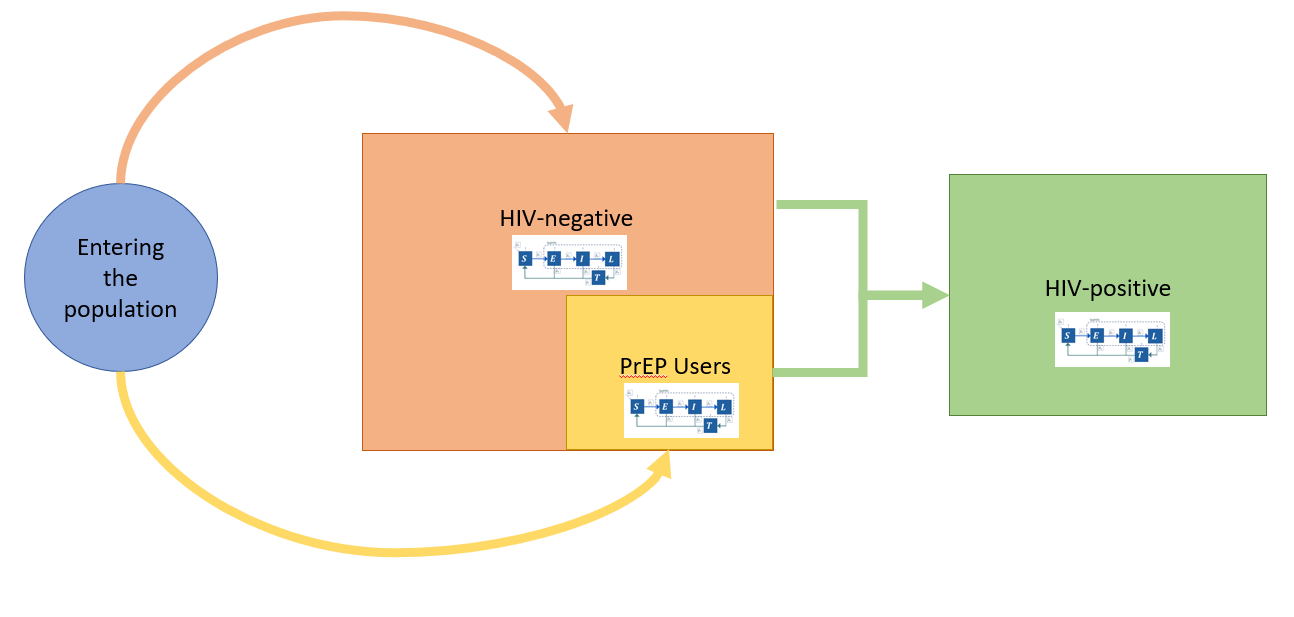 Entering
the
population
HIV-negative
S E I L
T
PrEP Users
S E I L
T
HIV-positive
S E I L
T